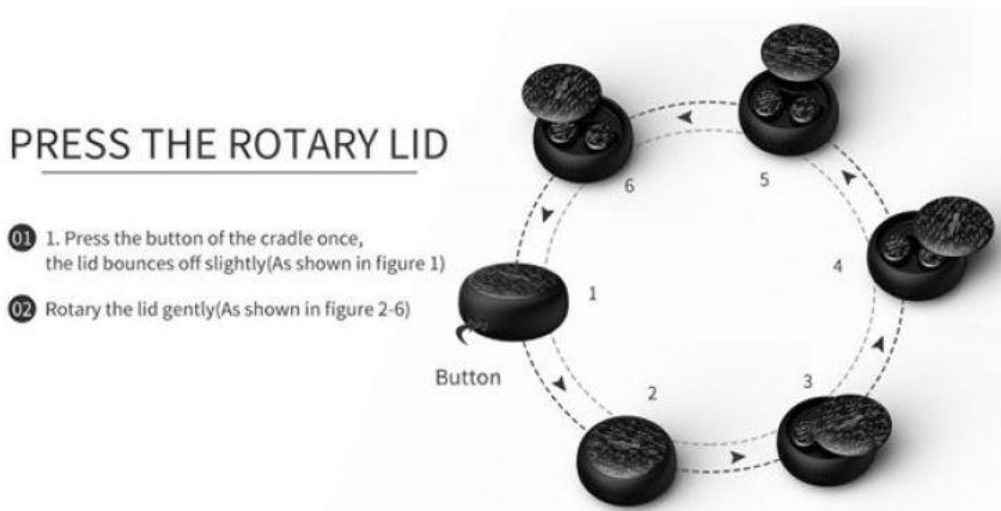 PRESS THE ROTARY LID
01 1. Press the button of the cradle once,
the lid bounces off slightly(As shown in figure 1)
02 Rotary the lid gently(As shown in figure 2-6)
Button
1
2
3
4
5
6